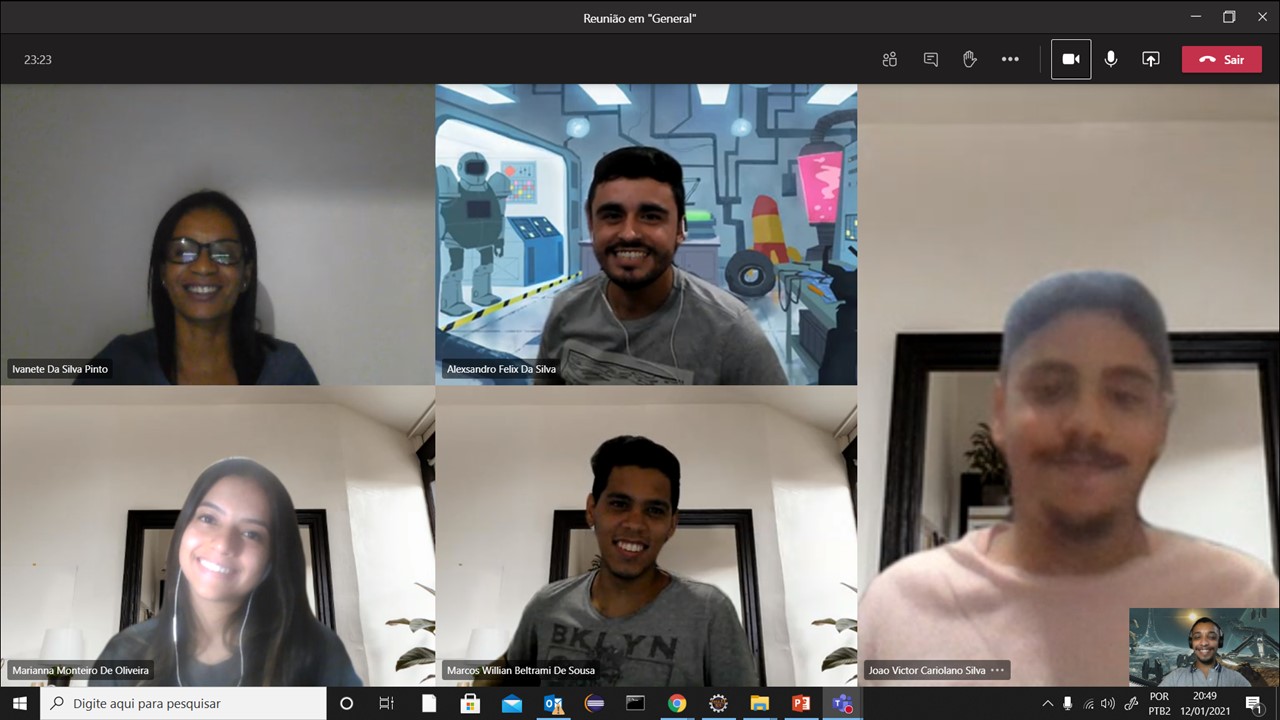 Reunião em "General"
23:23
Sair
Ivanete Da Silva Pinto
Alexsandro Felix Da Silva
BKLYN
Marianna Monteiro De Oliveira
Marcos Willian Beltrami De Sousa
Joao Victor Cariolano Silva
Digite aqui para pesquisar
POR
PTB2
20:49
12/01/2021